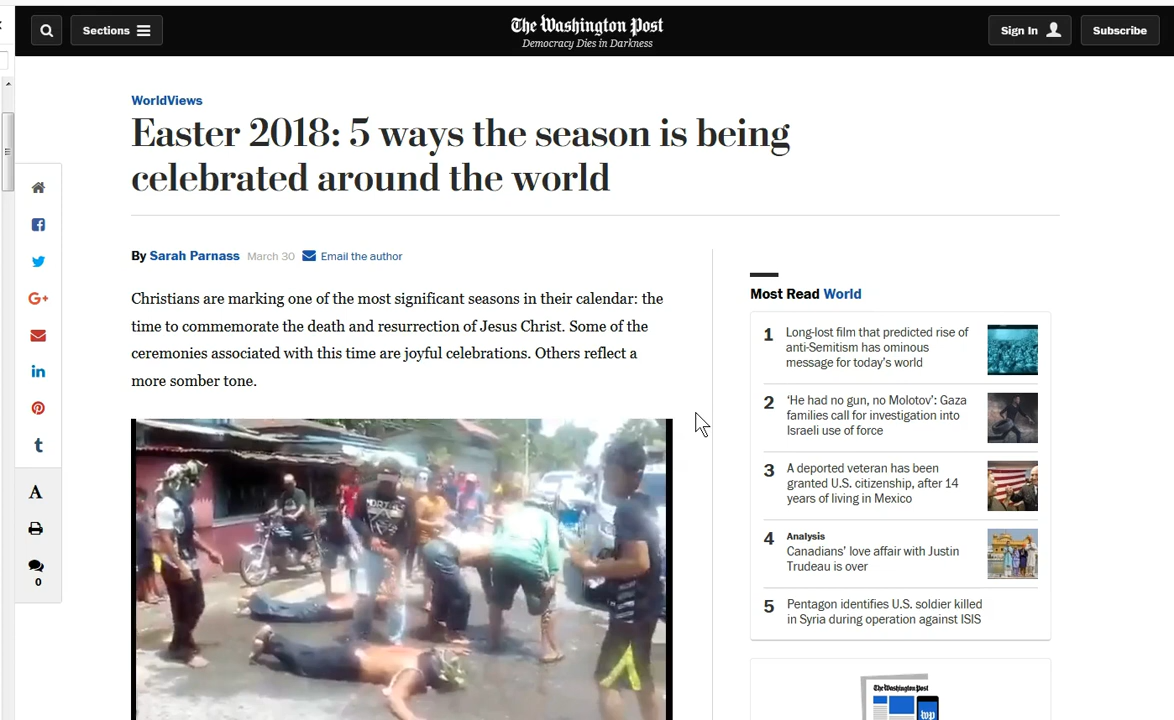 Sections
The Washington Post
Democracy Dies in Darkness
Sign In
Subscribe
WorldViews
Easter 2018: 5 ways the season is being
celebrated around the world
By Sarah Parnass March 30 Email the author
Christians are marking one of the most significant seasons in their calendar: the
time to commemorate the death and resurrection of Jesus Christ. Some of the
ceremonies associated with this time are joyful celebrations. Others reflect a
more somber tone.
G+
in
t
A
0
Most Read World
1 Long-lost film that predicted rise of
anti-Semitism has ominous
message for today's world
2 'He had no gun, no Molotov': Gaza
families call for investigation into
Israeli use of force
3 A deported veteran has been
granted U.S. citizenship, after 14
years of living in Mexico
4 Analysis
Canadians' love affair with Justin
Trudeau is over
5 Pentagon identifies U.S. soldier killed
in Syria during operation against ISIS
The Washington Post
wp